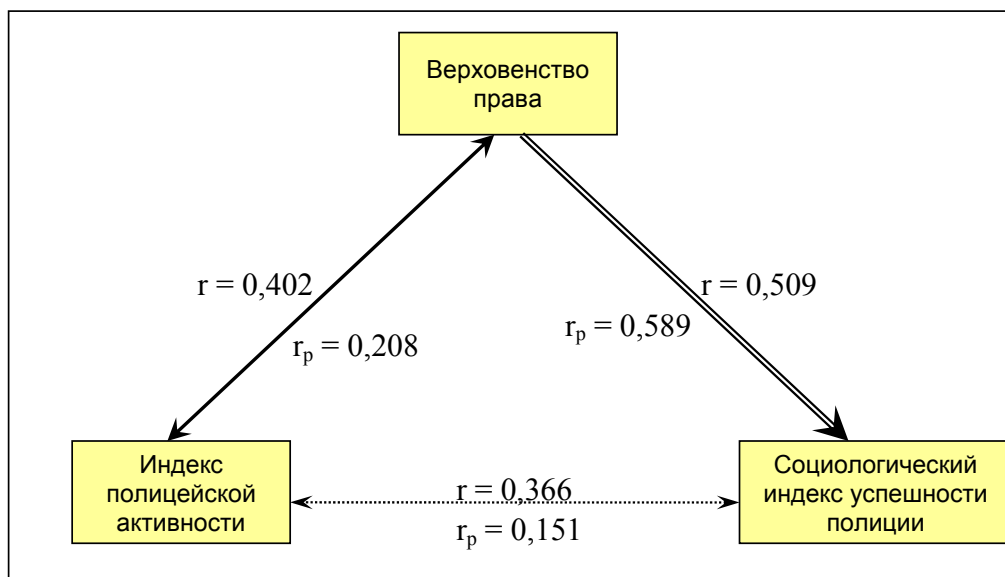 Верховенство
права
r = 0,402
r = 0,509
rp = 0,208
rp = 0,589
Индекс
полицейской
активности
r = 0,366
rp = 0,151
Социологический
индекс успешности
полиции